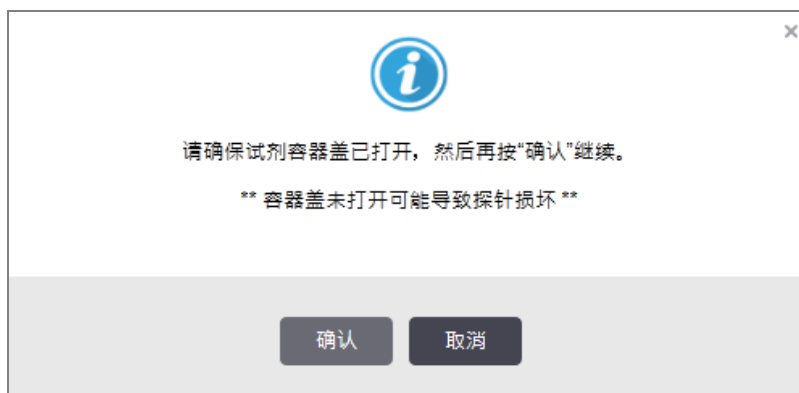 请确保试剂容器盖已打开，然后再按“确认”继续。
** 容器盖未打开可能导致探针损坏 **
确认
取消